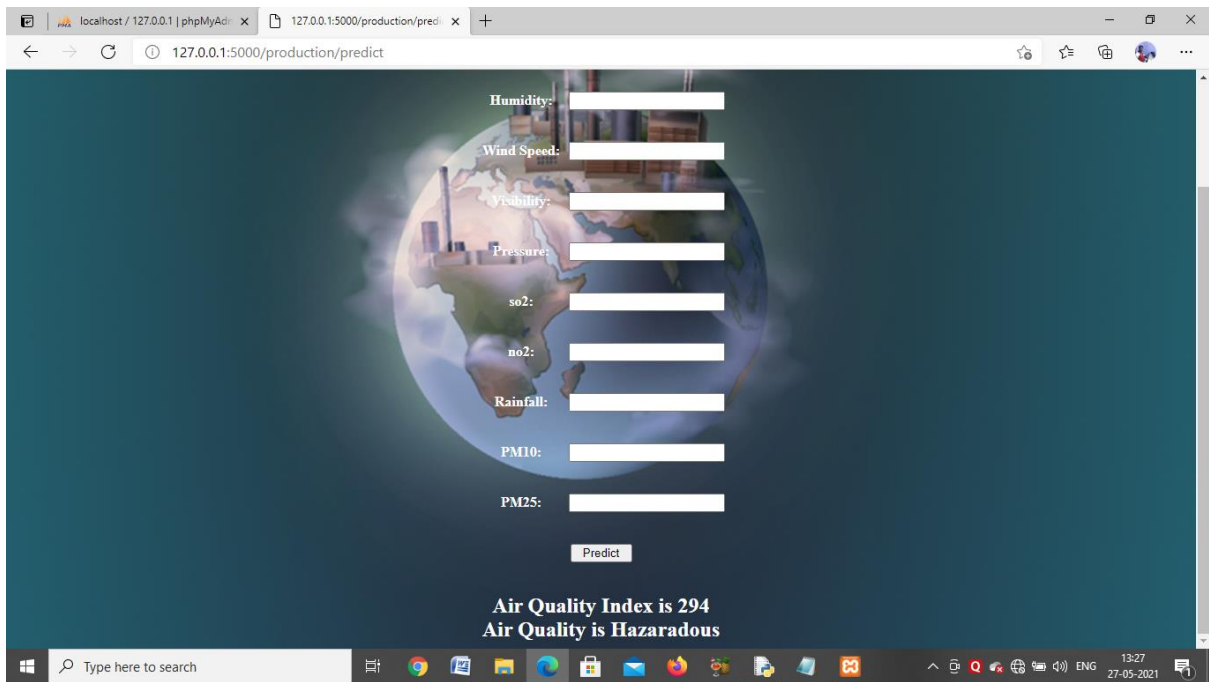 localhost / 127.0.0.1 | phpMyAdn
127.0.0.1:5000/production/predi
127.0.0.1:5000/production/predict
Humidity:
Wind Speed:
Visibility:
Pressure:
so2:
no2:
Rainfall:
PM10:
PM25:
Predict
Air Quality Index is 294
Air Quality is Hazaradous
Type here to search
ENG
13:27
27-05-2021